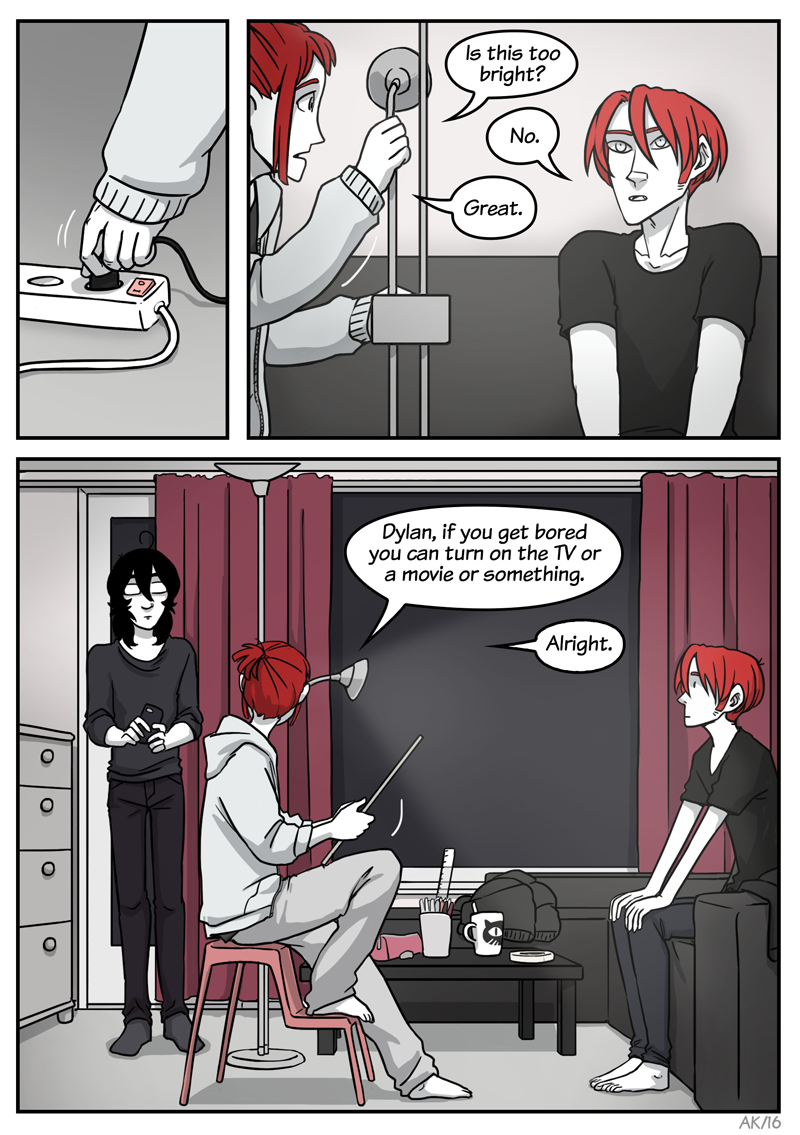 Is this too
bright?
No.
Great.
Dylan, if you get bored
you can turn on the TV or
a movie or something.
Alright.
AK/16